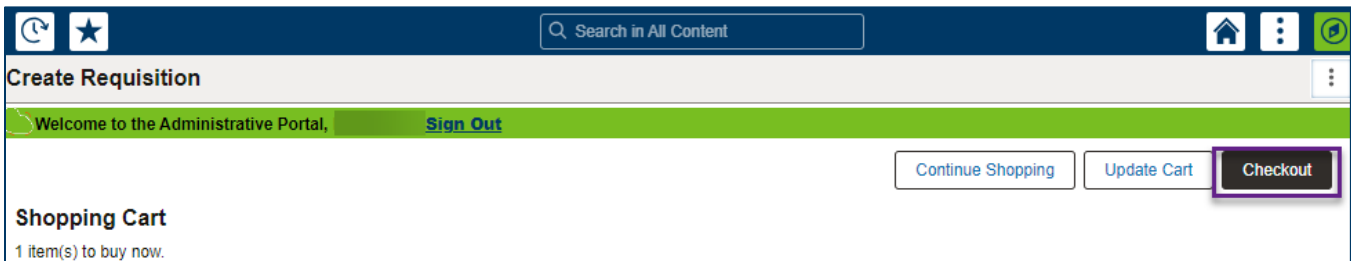 Search in All Content
Create Requisition
Welcome to the Administrative Portal, Sign Out
Continue Shopping Update Cart Checkout
Shopping Cart
1 item(s) to buy now.